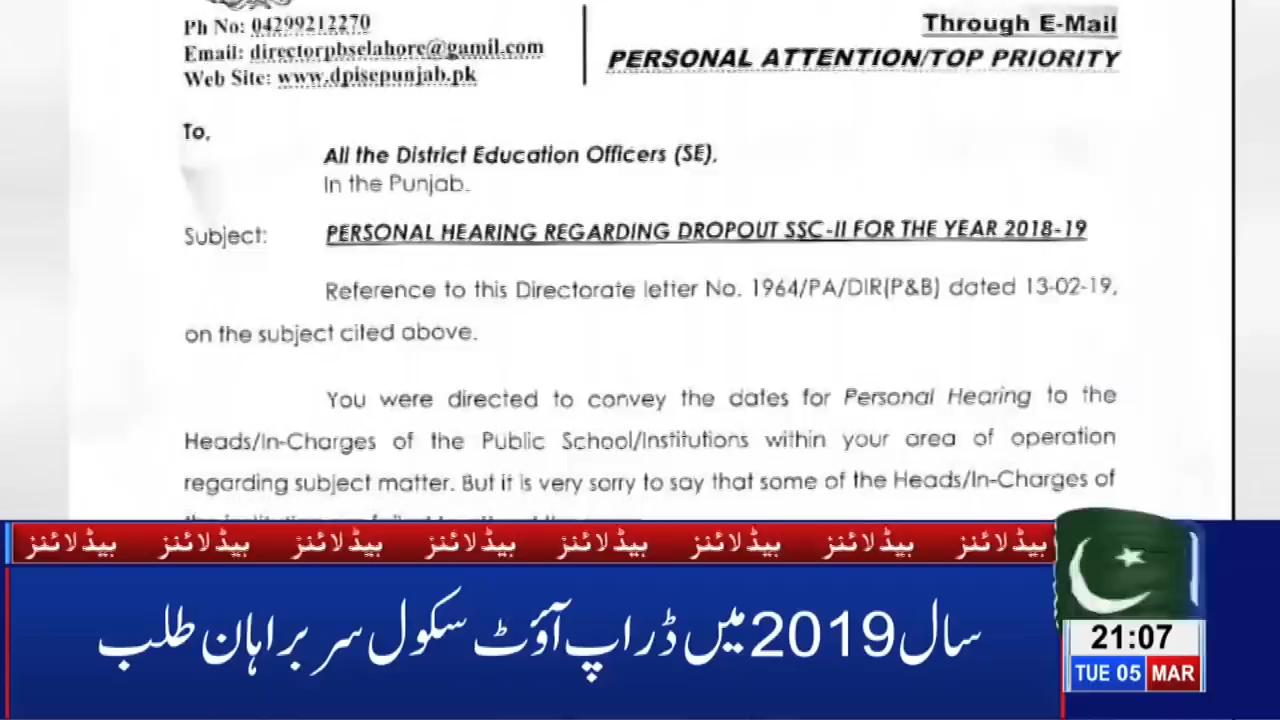 Ph No: 04299212270
Email: directorpbselahore@gamil.com
Web Site: www.dpisepunjab.pk
Through E-Mail
PERSONAL ATTENTION/TOP PRIORITY
To,
All the District Education Officers (SE),
In the Punjab.
Subject: PERSONAL HEARING REGARDING DROPOUT SSC-II FOR THE YEAR 2018-19
Reference to this Directorate letter No. 1964/PA/DIR(P&B) dated 13-02-19,
on the subject cited above.
You were directed to convey the dates for Personal Hearing to the
Heads/In-Charges of the Public School/Institutions within your area of operation
regarding subject matter. But it is very sorry to say that some of the Heads/In-Charges of
ہیڈلائنز ہیڈلائنز ہیڈلائنز ہیڈلائنز ہیڈلائنز ہیڈلائنز ہیڈلائنز ہیڈلائنز
سال 2019 میں ڈراپ آؤٹ سکول سربراہان طلب
21:07
TUE 05 MAR